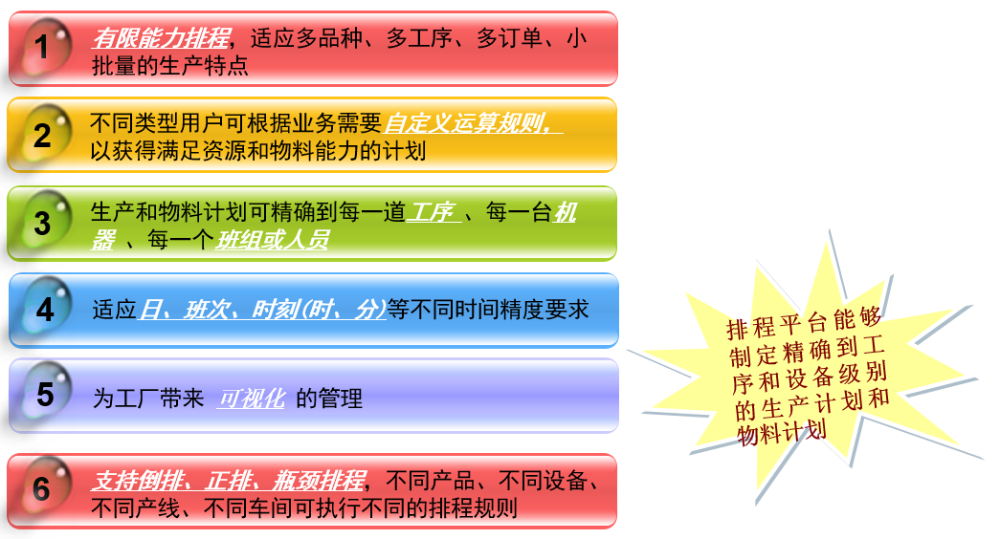 1
有限能力排程，适应多品种、多工序、多订单、小
批量的生产特点
2
不同类型用户可根据业务需要自定义运算规则，
以获得满足资源和物料能力的计划
3
生产和物料计划可精确到每一道工序 、每一台机
器 、每一个班组或人员
4
适应日、班次、时刻(时、分)等不同时间精度要求
5
为工厂带来 可视化 的管理
6
支持倒排、正排、瓶颈排程，不同产品、不同设备、
不同产线、不同车间可执行不同的排程规则
排程平台能够
制定精确到工
序和设备级别
的生产计划和
物料计划